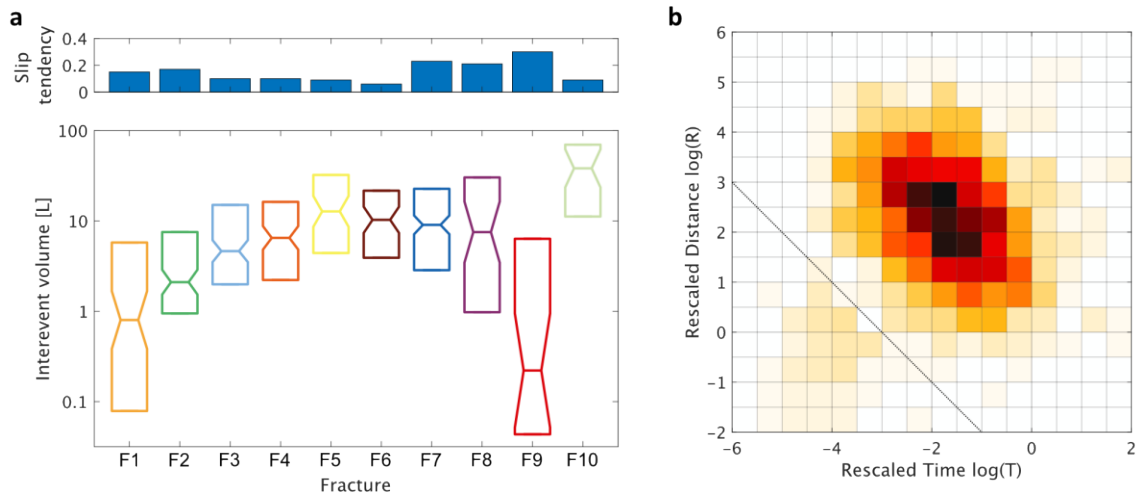 a
Slip
tendency
0.4
0.2
0
Interevent volume [L]
100
10
1
0.1
F1 F2 F3 F4 F5 F6 F7 F8 F9 F10
Fracture
b
Rescaled Distance log(R)
6
5
4
3
2
1
0
−1
−2
−6 −4 −2 0 2
Rescaled Time log(T)